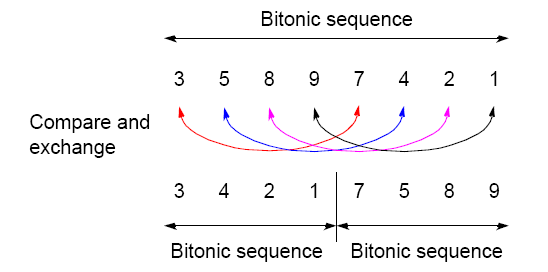 Bitonic sequence
3 5 8 9 7 4 2 1
Compare and
exchange
3 4 2 1 7 5 8 9
Bitonic sequence Bitonic sequence